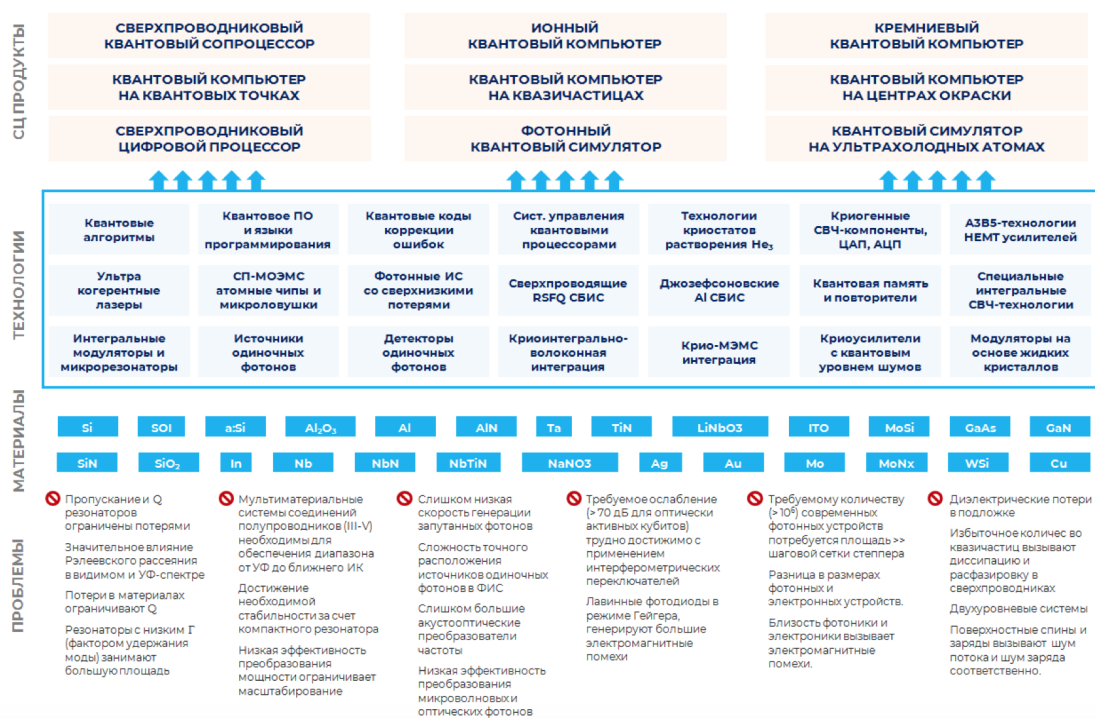 СЦ ПРОДУКТЫ
СВЕРХПРОВОДНИКОВЫЙ
КВАНТОВЫЙ СОПРОЦЕССОР
ИОННЫЙ
КВАНТОВЫЙ КОМПЬЮТЕР
КРЕМНИЕВЫЙ
КВАНТОВЫЙ КОМПЬЮТЕР
КВАНТОВЫЙ КОМПЬЮТЕР
НА КВАНТОВЫХ ТОЧКАХ
КВАНТОВЫЙ КОМПЬЮТЕР
НА КВАЗИЧАСТИЦАХ
КВАНТОВЫЙ КОМПЬЮТЕР
НА ЦЕНТРАХ ОКРАСКИ
СВЕРХПРОВОДНИКОВЫЙ
ЦИФРОВОЙ ПРОЦЕССОР
ФОТОННЫЙ
КВАНТОВЫЙ СИМУЛЯТОР
КВАНТОВЫЙ СИМУЛЯТОР
НА УЛЬТРАХОЛОДНЫХ АТОМАХ
ТЕХНОЛОГИИ
Квантовые
алгоритмы
Квантовое ПО
и языки
программирования
Квантовые коды
коррекции
ошибок
Сист. управления
квантовыми
процессорами
Технологии
криостатов
растворения He₃
Криогенные
СВЧ-компоненты,
ЦАП, АЦП
А3В5-технологии
НЕМТ усилителей
Ультра
когерентные
лазеры
СП-МОЭМС
атомные чипы и
микроловушки
Фотонные ИС
со сверхнизкими
потерями
Сверхпроводящие
RSFQ СБИС
Джозефсоновские
Al СБИС
Квантовая память
и повторители
Специальные
интегральные
СВЧ-технологии
Интегральные
модуляторы и
микрорезонаторы
Источники
одиночных
фотонов
Детекторы
одиночных
фотонов
Криоинтегрально-
волоконная
интеграция
Крио-МЭМС
интеграция
Криоусилители
с квантовым
уровнем шумов
Модуляторы на
основе жидких
кристаллов
МАТЕРИАЛЫ
Si
SOI
a:Si
Al₂O₃
Al
AlN
Ta
TiN
LiNbO3
ITO
MoSi
GaAs
GaN
SiN
SiO₂
In
Nb
NbN
NbTiN
NaNO3
Ag
Au
Mo
MoNx
WSi
Cu
ПРОБЛЕМЫ
Пропускание и Q
резонаторов
ограничены потерями
Значительное влияние
Рэлеевского рассеяния
в видимом и УФ-спектре
Потери в материалах
ограничивают Q
Резонаторы с низким Г
(фактором удержания
моды) занимают
большую площадь
Мультиматериальные
системы соединений
полупроводников (III-V)
необходимы для
обеспечения диапазона
от УФ до ближнего ИК
Достижение
необходимой
стабильности за счет
компактного резонатора
Низкая эффективность
преобразования
мощности ограничивает
масштабирование
Слишком низкая
скорость генерации
запутанных фотонов
Сложность точного
расположения
источников одиночных
фотонов в ФИС
Слишком большие
акустооптические
преобразователи
частоты
Низкая эффективность
преобразования
микроволновых и
оптических фотонов
Требуемое ослабление
(>70 дБ для оптически
активных кубитов)
трудно достижимо с
применением
интерферометрических
переключателей
Лавинные фотодиоды в
режиме Гейгера,
генерируют большие
электромагнитные
помехи
Требуемому количеству
(>10⁶) современных
фотонных устройств
потребуется площадь >>
шаговой сетки степпера
Разница в размерах
фотонных и
электронных устройств.
Близость фотоники и
электроники вызывает
электромагнитные
помехи.
Диэлектрические потери
в подложке
Избыточное количес во
квазичастиц вызывают
диссипацию и
расфазировку в
сверхпроводниках
Двухуровневые системы
Поверхностные спины и
заряды вызывают шум
потока и шум заряда
соответственно.